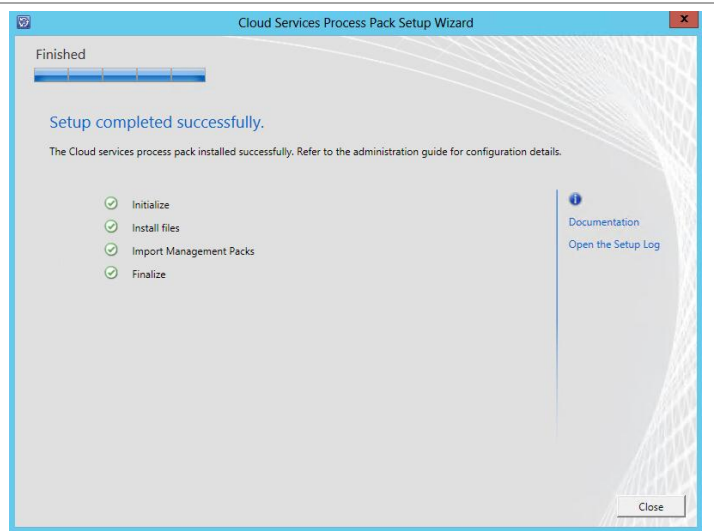 Cloud Services Process Pack Setup Wizard
x
Finished
Setup completed successfully.
The Cloud services process pack installed successfully. Refer to the administration guide for configuration details.
Initialize
Install files
Import Management Packs
Finalize
Documentation
Open the Setup Log
Close